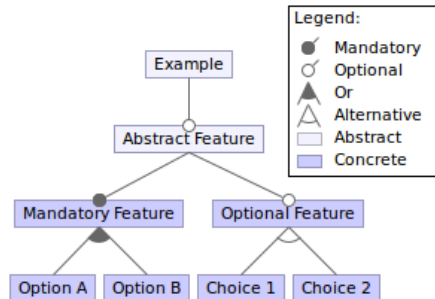 Legend:
Mandatory
Optional
Or
Alternative
Abstract
Concrete
Example
Abstract Feature
Mandatory Feature
Optional Feature
Option A
Option B
Choice 1
Choice 2